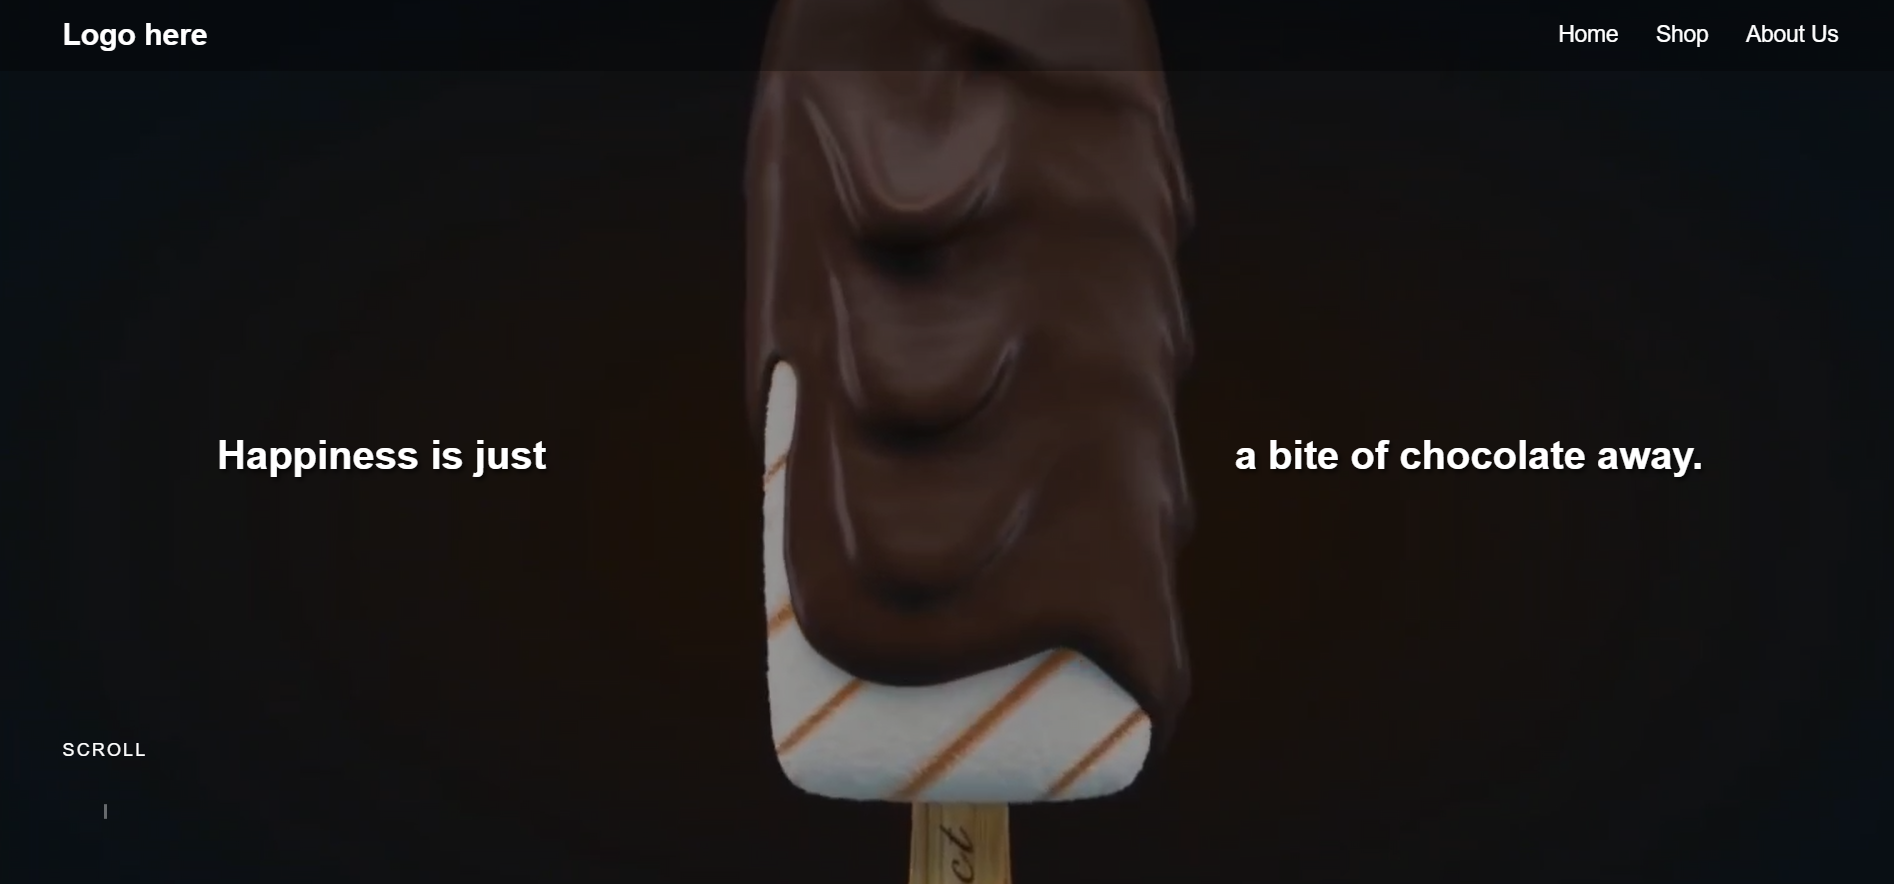 Logo here
Home Shop About Us
Happiness is just a bite of chocolate away.
SCROLL
ct